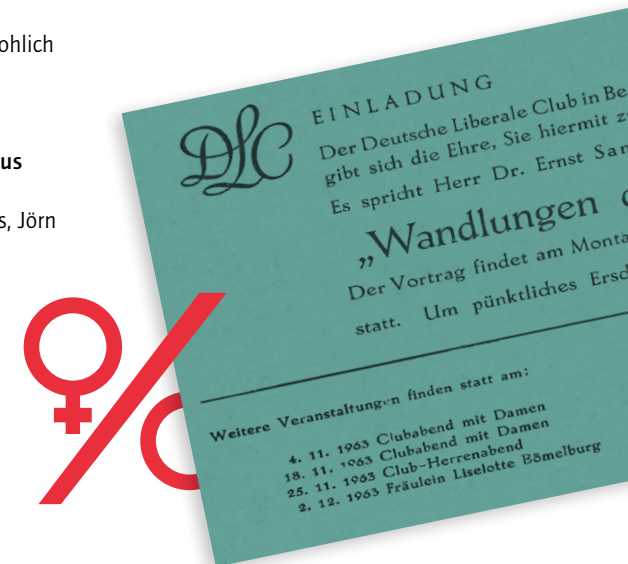 ohlich
us
s, Jörn
DLC
EINLADUNG
Der Deutsche Liberale Club in Be
gibt sich die Ehre, Sie hiermit z
Es spricht Herr Dr. Ernst Sam
„Wandlungen
Der Vortrag findet am Monta
statt. Um pünktliches Ersch
Weitere Veranstaltungen finden statt am:
4. 11. 1963 Clubabend mit Damen
18. 11. 1963 Clubabend mit Damen
25. 11. 1963 Club-Herrenabend
2. 12. 1963 Fräulein Liselotte Bömelburg